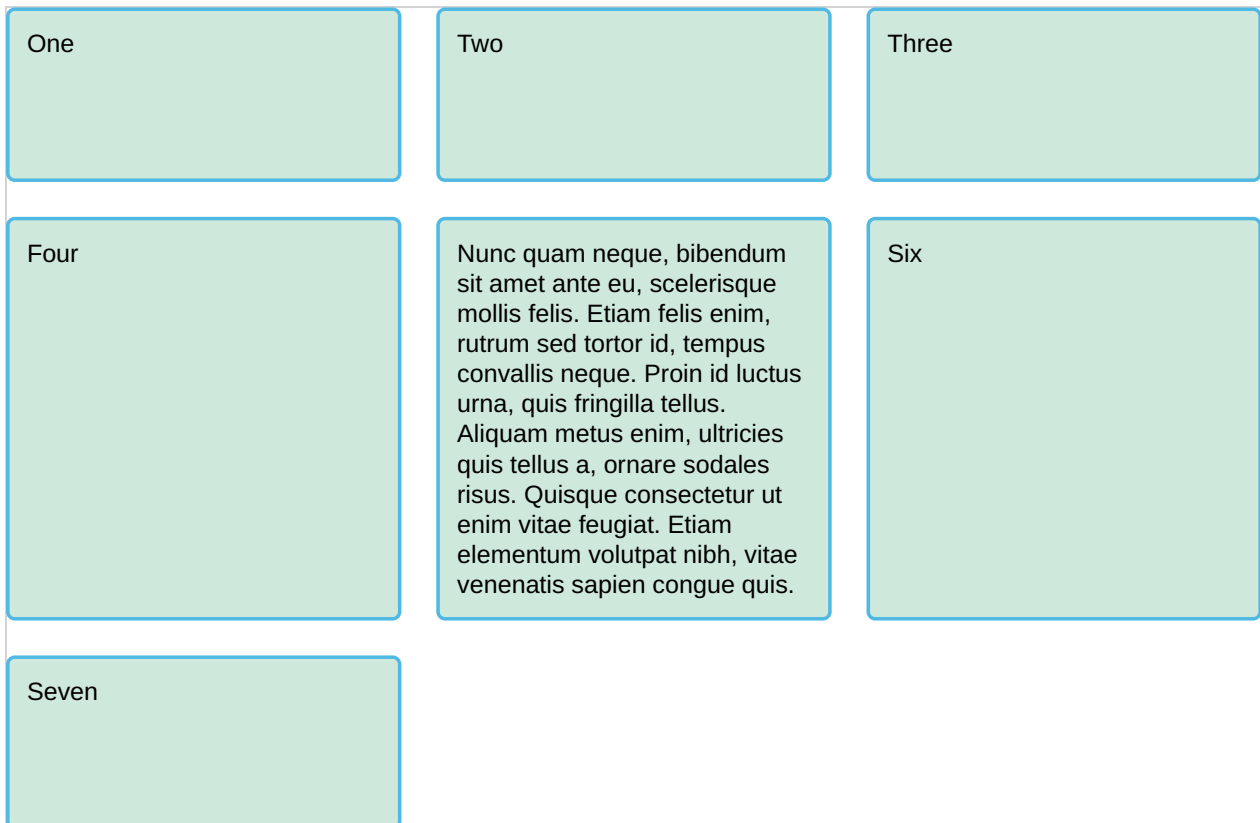 One
Two
Three
Four
Nunc quam neque, bibendum
sit amet ante eu, scelerisque
mollis felis. Etiam felis enim,
rutrum sed tortor id, tempus
convallis neque. Proin id luctus
urna, quis fringilla tellus.
Aliquam metus enim, ultricies
quis tellus a, ornare sodales
risus. Quisque consectetur ut
enim vitae feugiat. Etiam
elementum volutpat nibh, vitae
venenatis sapien congue quis.
Six
Seven